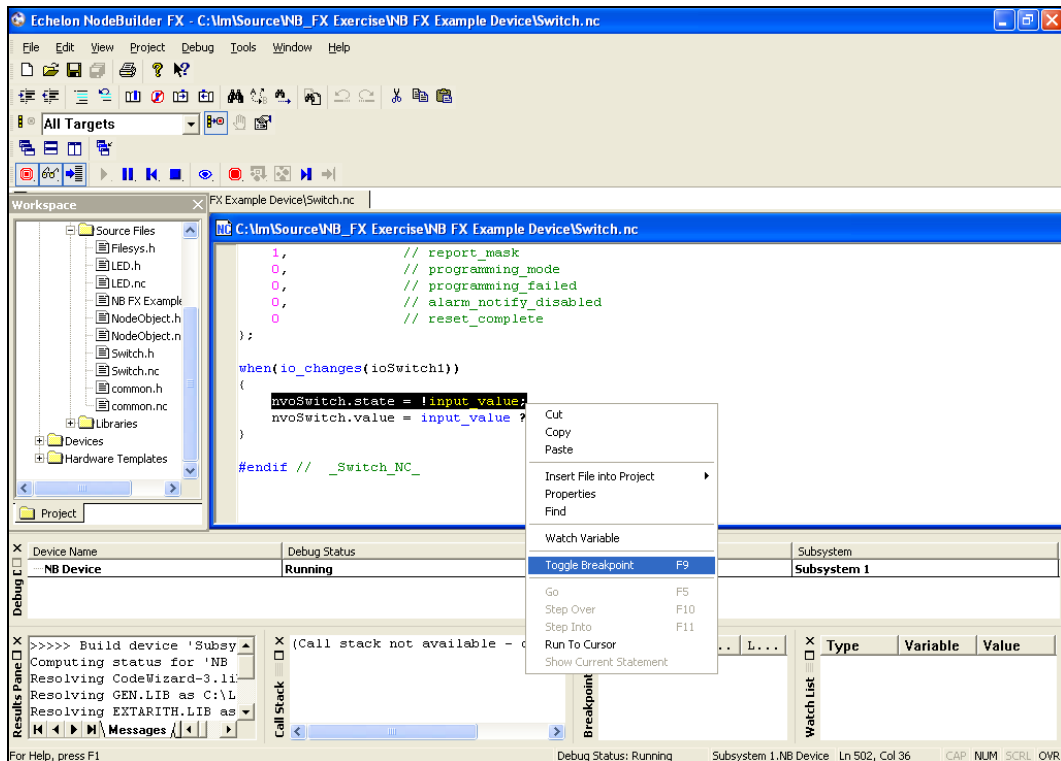 Echelon NodeBuilder FX - C:\lm\Source\NB_FX Exercise\NB FX Example Device\Switch.nc
File Edit View Project Debug Tools Window Help
All Targets
Workspace
FX Example Device\Switch.nc
Source Files
Filesys.h
LED.h
LED.nc
NB FX Example
NodeObject.h
NodeObject.n
Switch.h
Switch.nc
common.h
common.nc
Libraries
Devices
Hardware Templates
Project
NC C:\lm\Source\NB_FX Exercise\NB FX Example Device\Switch.nc
1, // report_mask
0, // programming_mode
0, // programming_failed
0, // alarm_notify_disabled
0 // reset_complete
};
when(io_changes(ioSwitch1))
{
nvoSwitch.state = !input_value;
nvoSwitch.value = input_value ?
}
#endif // _Switch_NC_
Cut
Copy
Paste
Insert File into Project
Properties
Find
Watch Variable
Toggle Breakpoint F9
Go F5
Step Over F10
Step Into F11
Run To Cursor
Show Current Statement
Debug D
Device Name Debug Status Subsystem
NB Device Running Subsystem 1
Results Pane
>>>>> Build device 'Subsy
Computing status for 'NB
Resolving CodeWizard-3.li
Resolving GEN.LIB as C:\L
Resolving EXTARITH.LIB as
Messages
Call Stack
(Call stack not available -
Breakpoint
L...
Watch List
Type Variable Value
For Help, press F1 Debug Status: Running Subsystem 1.NB Device Ln 502, Col 36 CAP NUM SCRL OVR